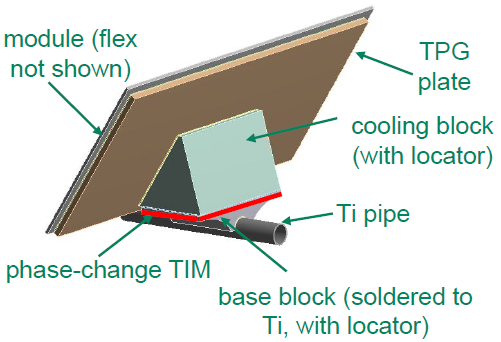 module (flex
not shown)
TPG
plate
cooling block
(with locator)
Ti pipe
phase-change TIM
base block (soldered to
Ti, with locator)